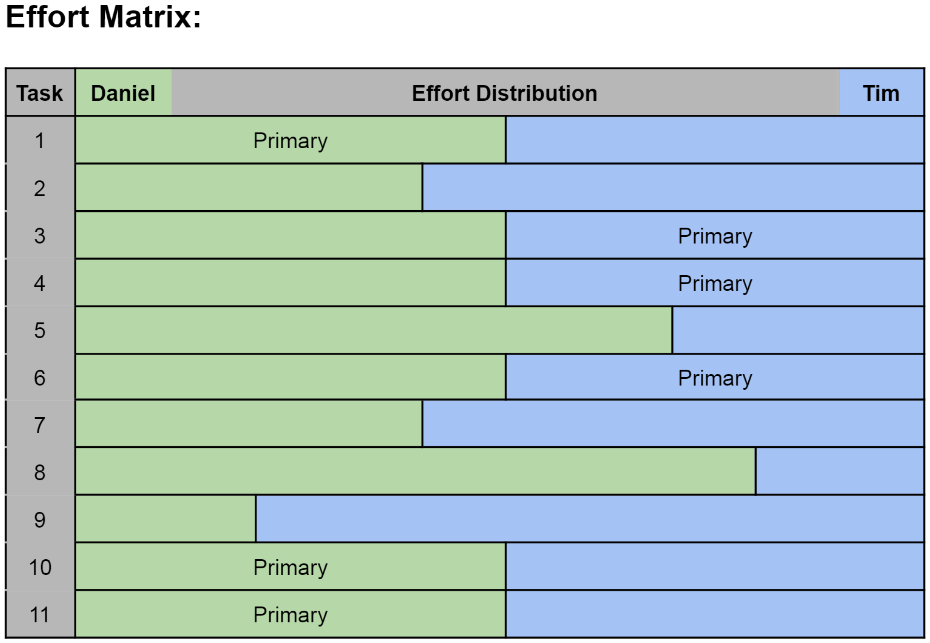 Effort Matrix:
Task Daniel Effort Distribution Tim
1 Primary
2
3 Primary
4 Primary
5
6 Primary
7
8
9
10 Primary
11 Primary